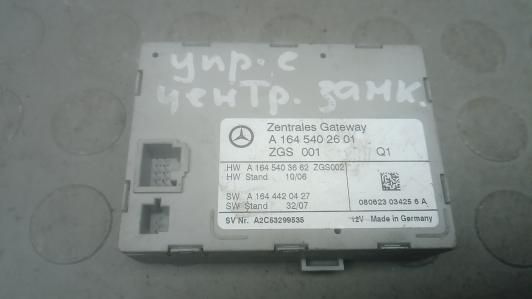 упр. с
центр. замк.
Zentrales Gateway
A 164 540 26 01
ZGS 001 Q1
HW A 164 540 36 62 ZGS002
HW Stand 10/06
SW A 164 442 04 27
SW Stand 32/07
080623 03425 6 A
SV Nr. A2C53299535 12V Made in Germany